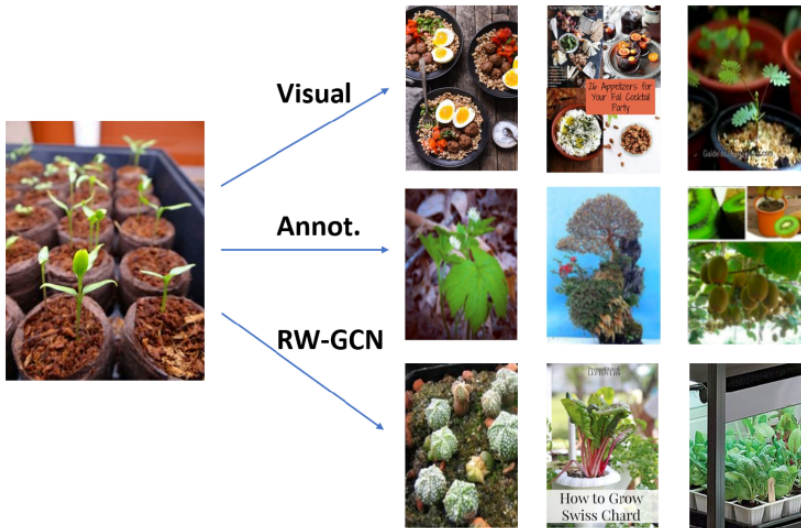 Visual
26 Appetizers for
Your Fall Cocktail
Party
Annot.
RW-GCN
How to Grow
Swiss Chard